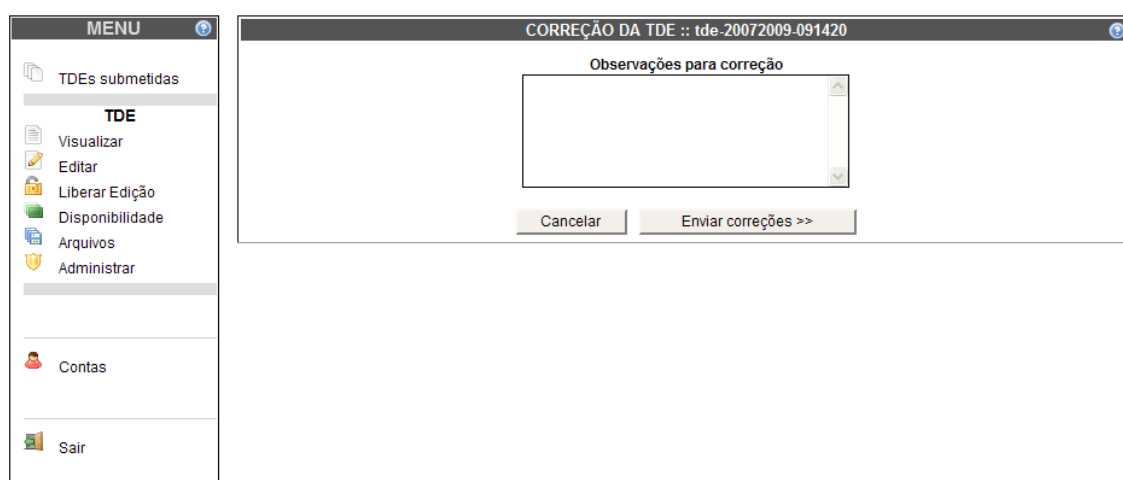 MENU
TDEs submetidas
TDE
Visualizar
Editar
Liberar Edição
Disponibilidade
Arquivos
Administrar
Contas
Sair
CORREÇÃO DA TDE :: tde-20072009-091420
Observações para correção
Cancelar
Enviar correções >>